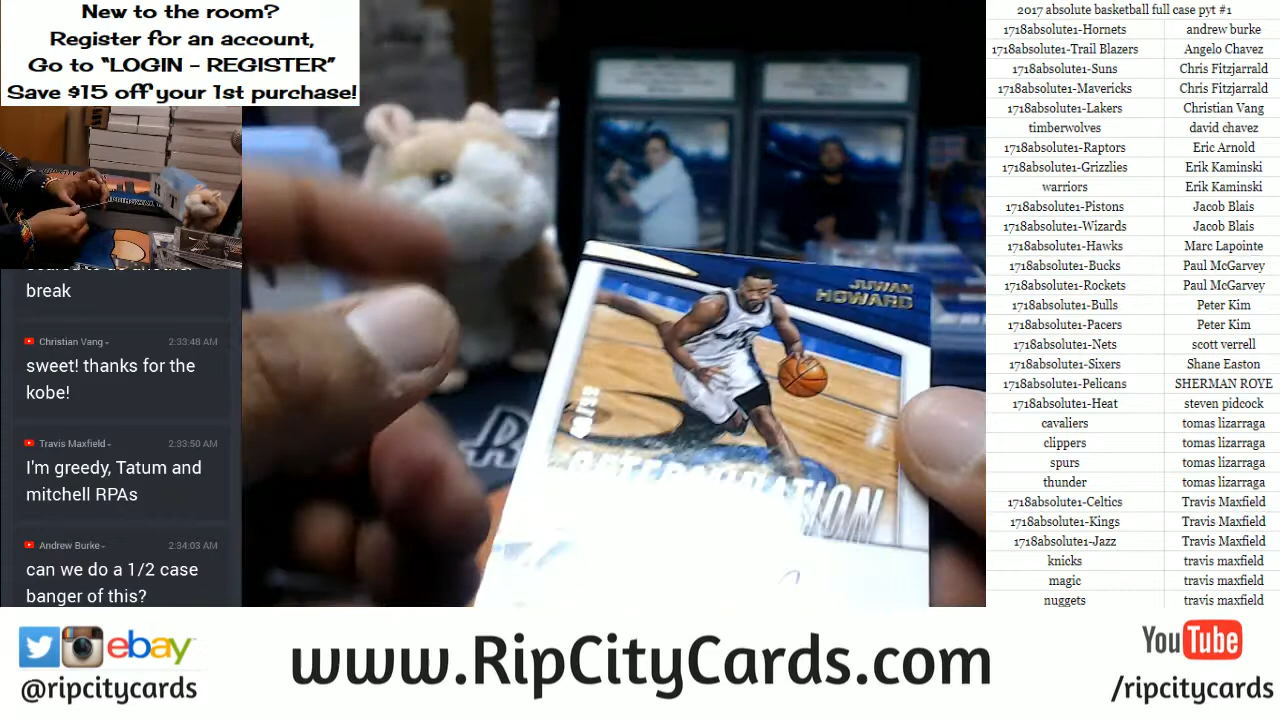 New to the room?
Register for an account,
Go to “LOGIN - REGISTER”
Save $15 off your 1st purchase!
break
Christian Vang
2:33:48 AM
sweet! thanks for the
kobe!
Travis Maxfield
2:33:50 AM
I'm greedy, Tatum and
mitchell RPAs
Andrew Burke
2:34:03 AM
can we do a 1/2 case
banger of this?
JUWAN
HOWARD
2017 absolute basketball full case pyt #1
1718absolute1-Hornets andrew burke
1718absolute1-Trail Blazers Angelo Chavez
1718absolute1-Suns Chris Fitzjarrald
1718absolute1-Mavericks Chris Fitzjarrald
1718absolute1-Lakers Christian Vang
timberwolves david chavez
1718absolute1-Raptors Eric Arnold
1718absolute1-Grizzlies Erik Kaminski
warriors Erik Kaminski
1718absolute1-Pistons Jacob Blais
1718absolute1-Wizards Jacob Blais
1718absolute1-Hawks Marc Lapointe
1718absolute1-Bucks Paul McGarvey
1718absolute1-Rockets Paul McGarvey
1718absolute1-Bulls Peter Kim
1718absolute1-Pacers Peter Kim
1718absolute1-Nets scott verrell
1718absolute1-Sixers Shane Easton
1718absolute1-Pelicans SHERMAN ROYE
1718absolute1-Heat steven pidcock
cavaliers tomas lizarraga
clippers tomas lizarraga
spurs tomas lizarraga
thunder tomas lizarraga
1718absolute1-Celtics Travis Maxfield
1718absolute1-Kings Travis Maxfield
1718absolute1-Jazz Travis Maxfield
knicks travis maxfield
magic travis maxfield
nuggets travis maxfield
ebay
@ripcitycards
www.RipCityCards.com
YouTube
/ripcitycards